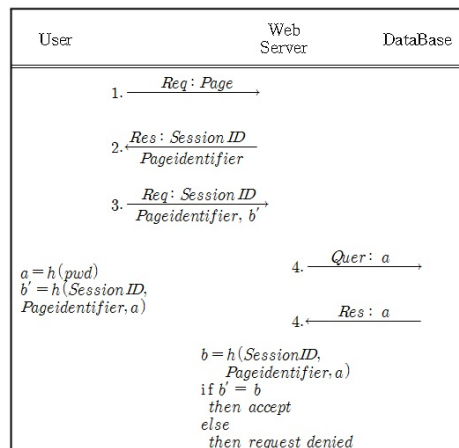 User
Web
Server
DataBase
1. Req : Page
2. Res : Session ID
Pageidentifier
3. Req : Session ID
Pageidentifier, b'
4. Quer : a
a = h(pwd)
b' = h(Session ID,
Pageidentifier, a)
4. Res : a
b = h(SessionID,
Pageidentifier, a)
if b' = b
then accept
else
then request denied